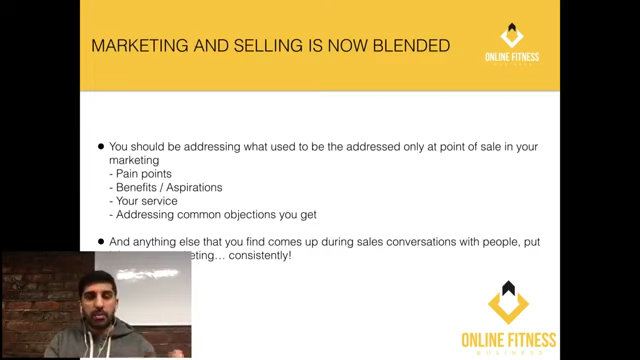 MARKETING AND SELLING IS NOW BLENDED
ONLINE FITNESS
BUSINESS
● You should be addressing what used to be the addressed only at point of sale in your
marketing
- Pain points
- Benefits / Aspirations
- Your service
- Addressing common objections you get
● And anything else that you find comes up during sales conversations with people, put
consistently!
ONLINE FITNESS
BUSINESS